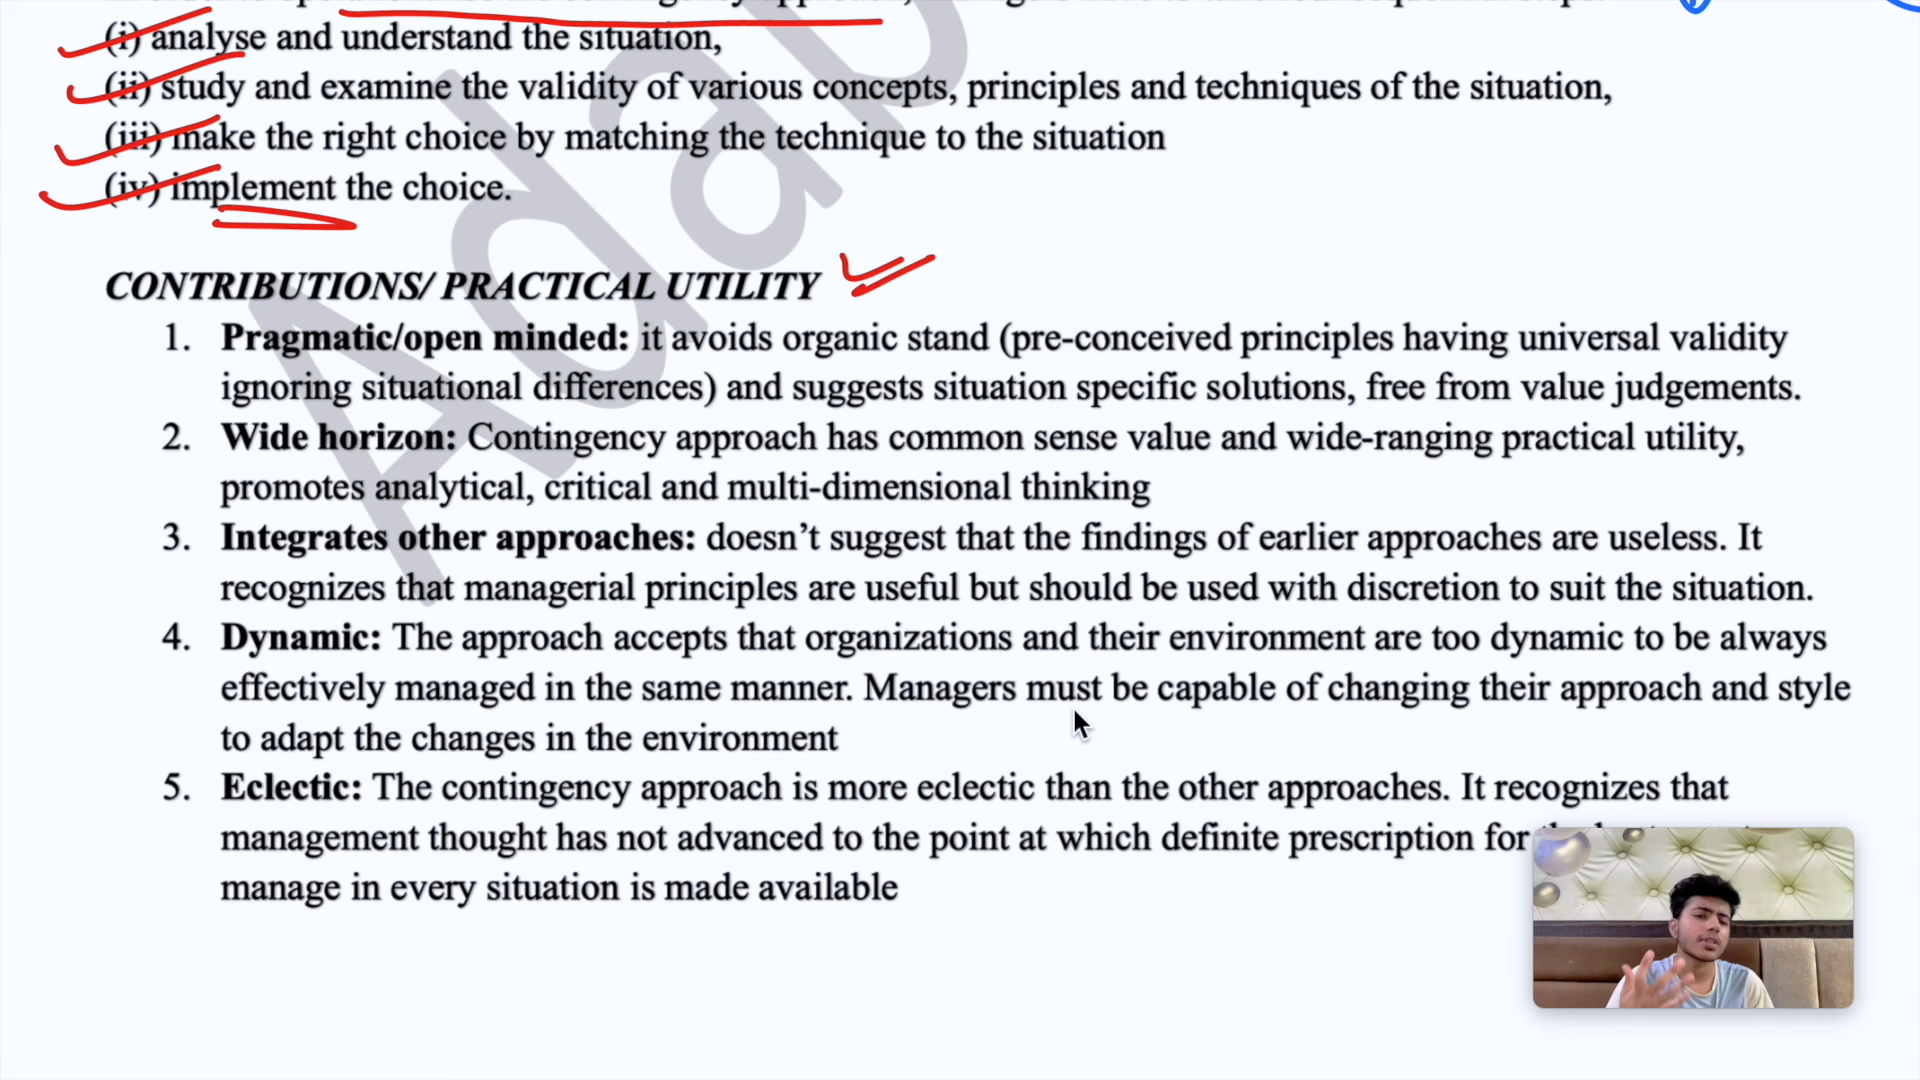 (i) analyse and understand the situation,
(ii) study and examine the validity of various concepts, principles and techniques of the situation,
(iii) make the right choice by matching the technique to the situation
(iv) implement the choice.
CONTRIBUTIONS/ PRACTICAL UTILITY
1. Pragmatic/open minded: it avoids organic stand (pre-conceived principles having universal validity
ignoring situational differences) and suggests situation specific solutions, free from value judgements.
2. Wide horizon: Contingency approach has common sense value and wide-ranging practical utility,
promotes analytical, critical and multi-dimensional thinking
3. Integrates other approaches: doesn’t suggest that the findings of earlier approaches are useless. It
recognizes that managerial principles are useful but should be used with discretion to suit the situation.
4. Dynamic: The approach accepts that organizations and their environment are too dynamic to be always
effectively managed in the same manner. Managers must be capable of changing their approach and style
to adapt the changes in the environment
5. Eclectic: The contingency approach is more eclectic than the other approaches. It recognizes that
management thought has not advanced to the point at which definite prescription for
manage in every situation is made available